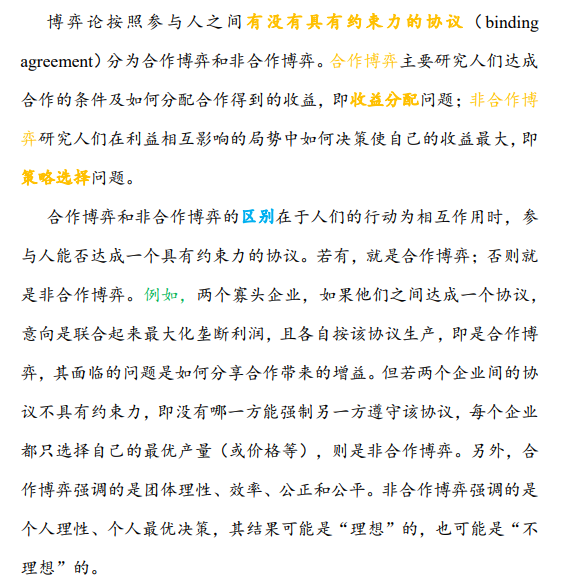 博弈论按照参与人之间有没有具有约束力的协议（binding
agreement）分为合作博弈和非合作博弈。合作博弈主要研究人们达成
合作的条件及如何分配合作得到的收益，即收益分配问题；非合作博
弈研究人们在利益相互影响的局势中如何决策使自己的收益最大，即
策略选择问题。
合作博弈和非合作博弈的区别在于人们的行动为相互作用时，参
与人能否达成一个具有约束力的协议。若有，就是合作博弈；否则就
是非合作博弈。例如，两个寡头企业，如果他们之间达成一个协议，
意向是联合起来最大化垄断利润，且各自按该协议生产，即是合作博
弈，其面临的问题是如何分享合作带来的增益。但若两个企业间的协
议不具有约束力，即没有哪一方能强制另一方遵守该协议，每个企业
都只选择自己的最优产量（或价格等），则是非合作博弈。另外，合
作博弈强调的是团体理性、效率、公正和公平。非合作博弈强调的是
个人理性、个人最优决策，其结果可能是“理想”的，也可能是“不
理想”的。